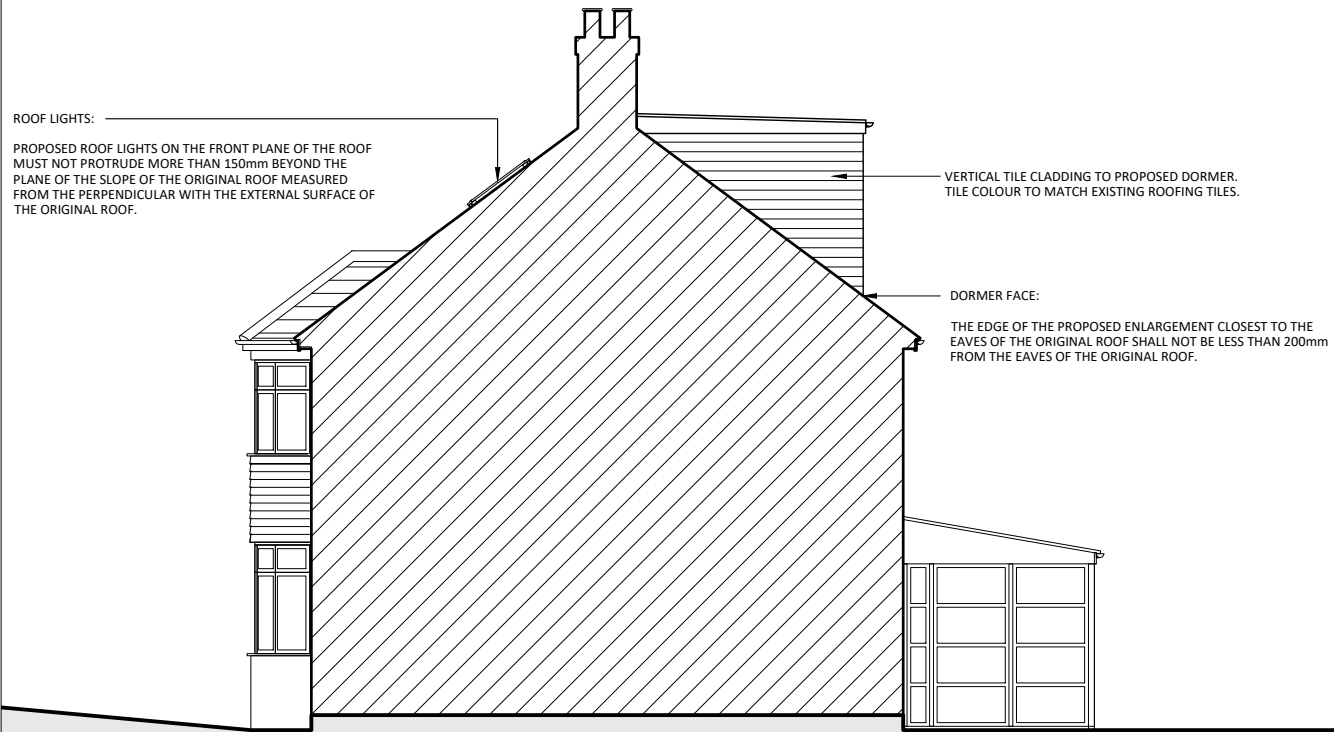 ROOF LIGHTS:
PROPOSED ROOF LIGHTS ON THE FRONT PLANE OF THE ROOF
MUST NOT PROTRUDE MORE THAN 150mm BEYOND THE
PLANE OF THE SLOPE OF THE ORIGINAL ROOF MEASURED
FROM THE PERPENDICULAR WITH THE EXTERNAL SURFACE OF
THE ORIGINAL ROOF.
VERTICAL TILE CLADDING TO PROPOSED DORMER.
TILE COLOUR TO MATCH EXISTING ROOFING TILES.
DORMER FACE:
THE EDGE OF THE PROPOSED ENLARGEMENT CLOSEST TO THE
EAVES OF THE ORIGINAL ROOF SHALL NOT BE LESS THAN 200mm
FROM THE EAVES OF THE ORIGINAL ROOF.